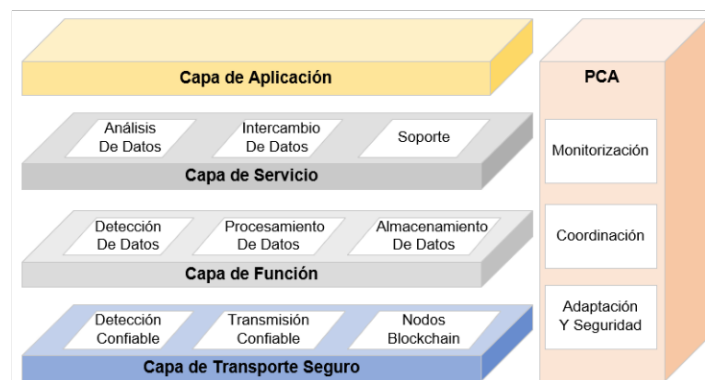 Capa de Aplicación
Análisis
De Datos
Intercambio
De Datos
Soporte
Capa de Servicio
Detección
De Datos
Procesamiento
De Datos
Almacenamiento
De Datos
Capa de Función
Detección
Confiable
Transmisión
Confiable
Nodos
Blockchain
Capa de Transporte Seguro
PCA
Monitorización
Coordinación
Adaptación
Y Seguridad